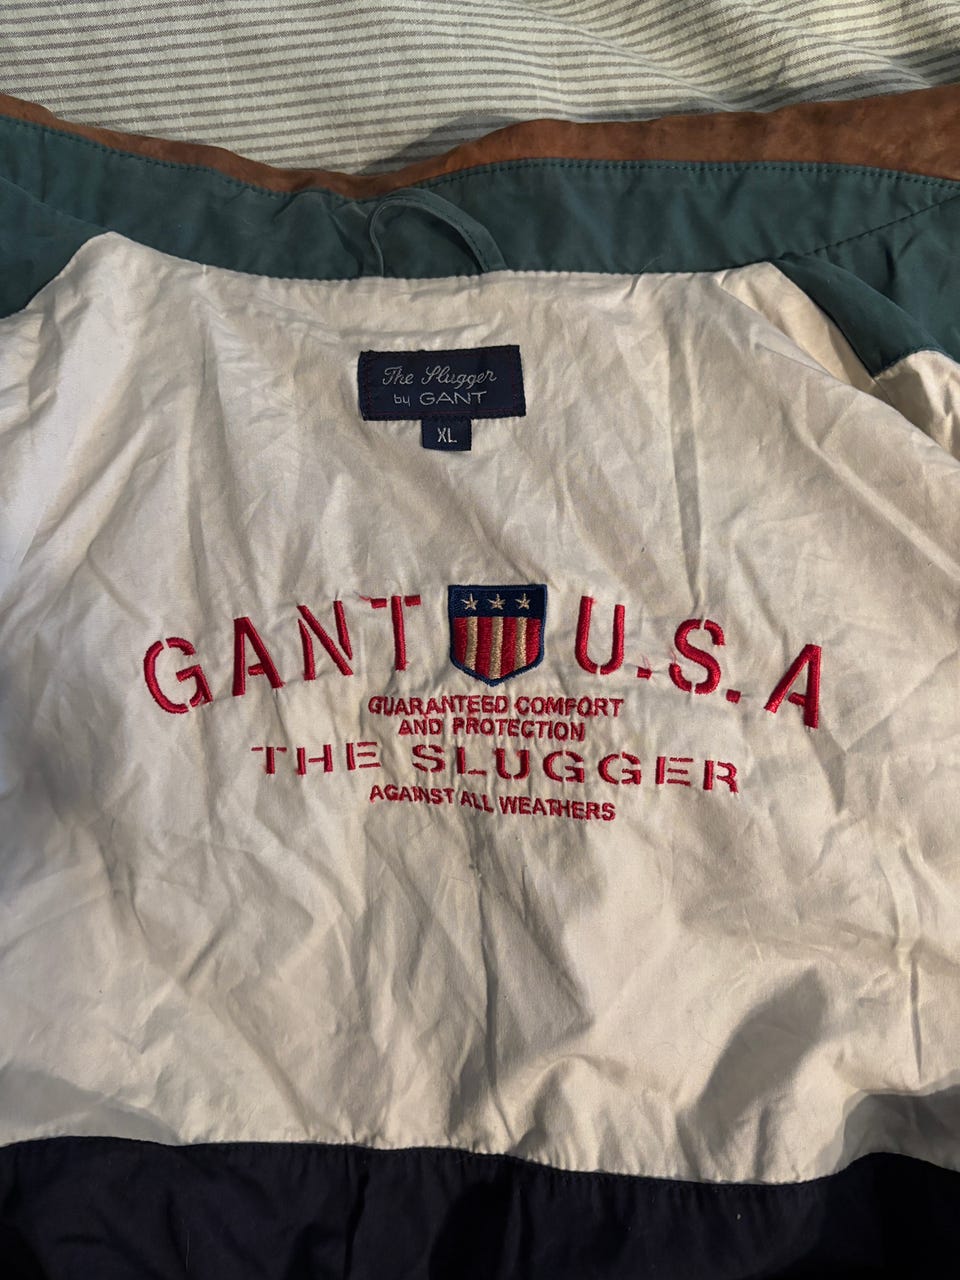 The Slugger
by GANT
XL
GANT U.S.A
GUARANTEED COMFORT
AND PROTECTION
THE SLUGGER
AGAINST ALL WEATHERS